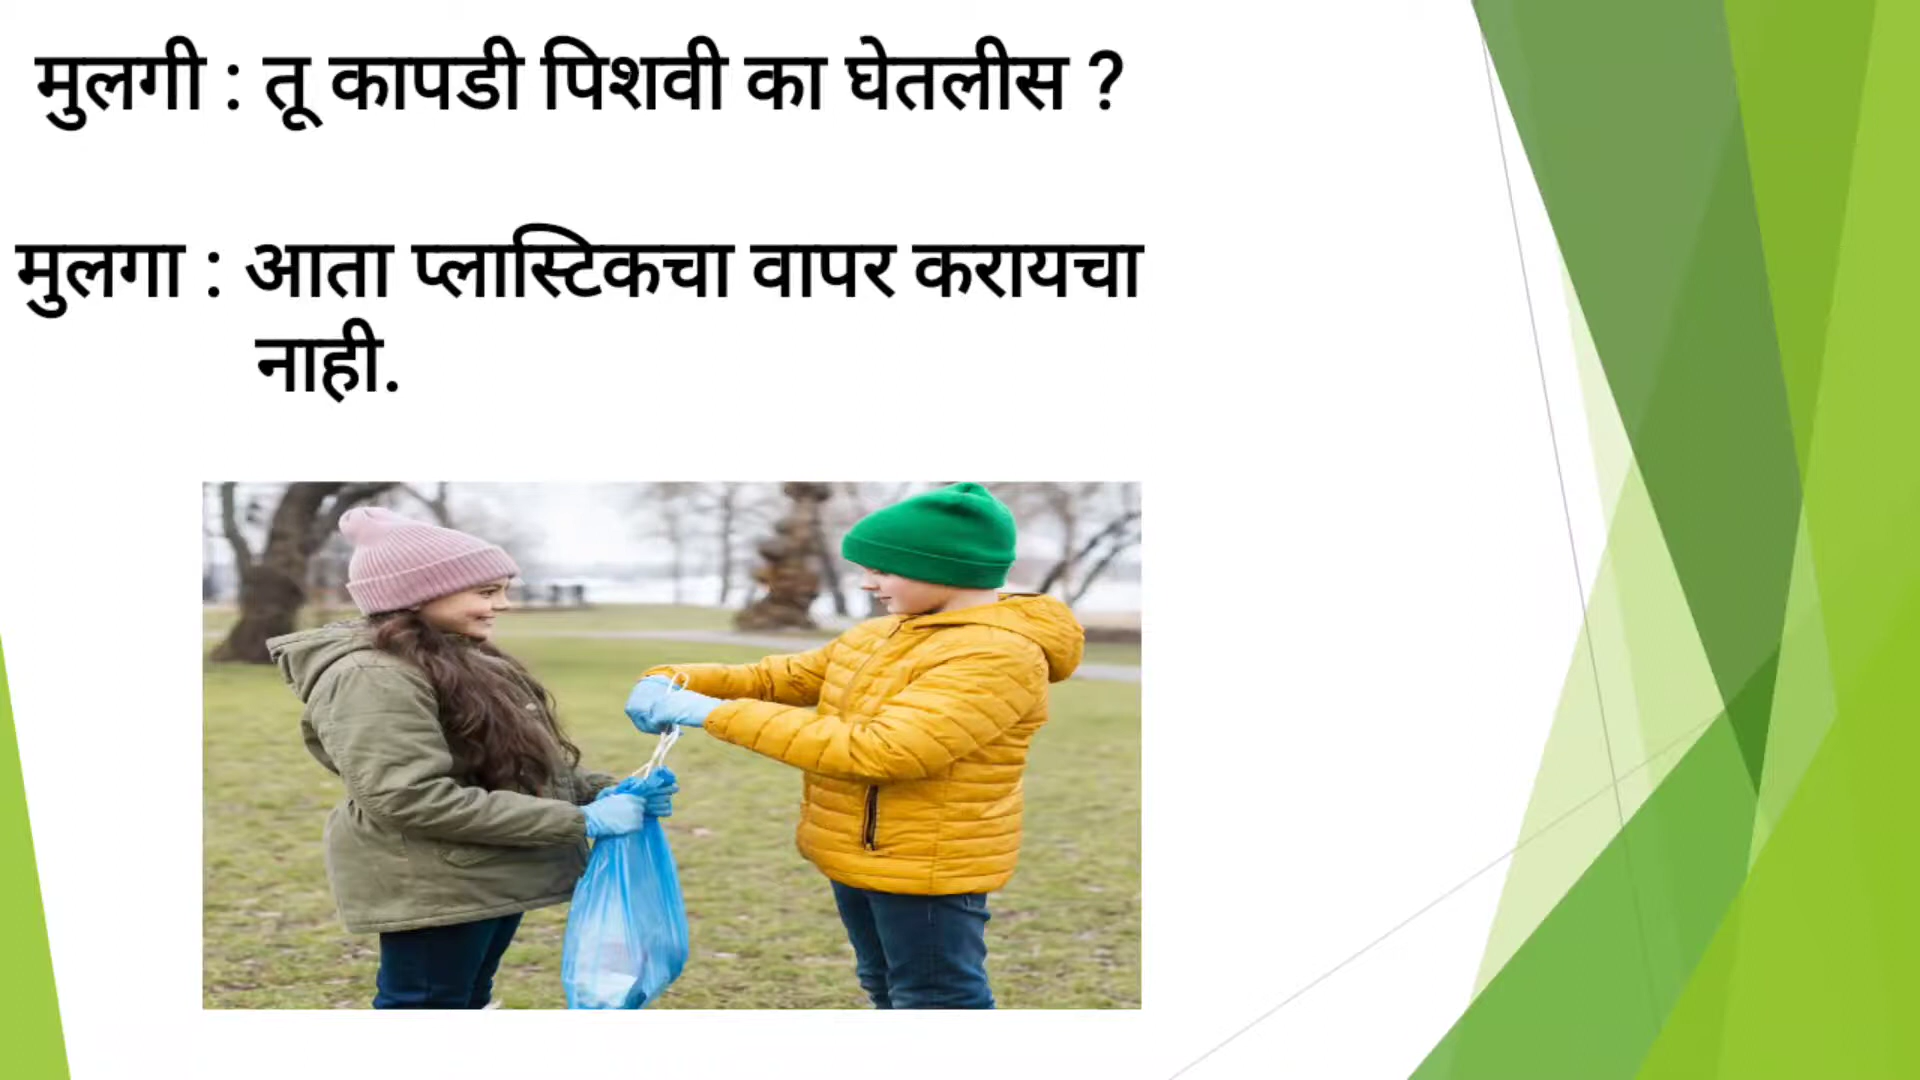 मुलगी : तू कापडी पिशवी का घेतलीस ?
मुलगा : आता प्लास्टिकचा वापर करायचा
नाही.